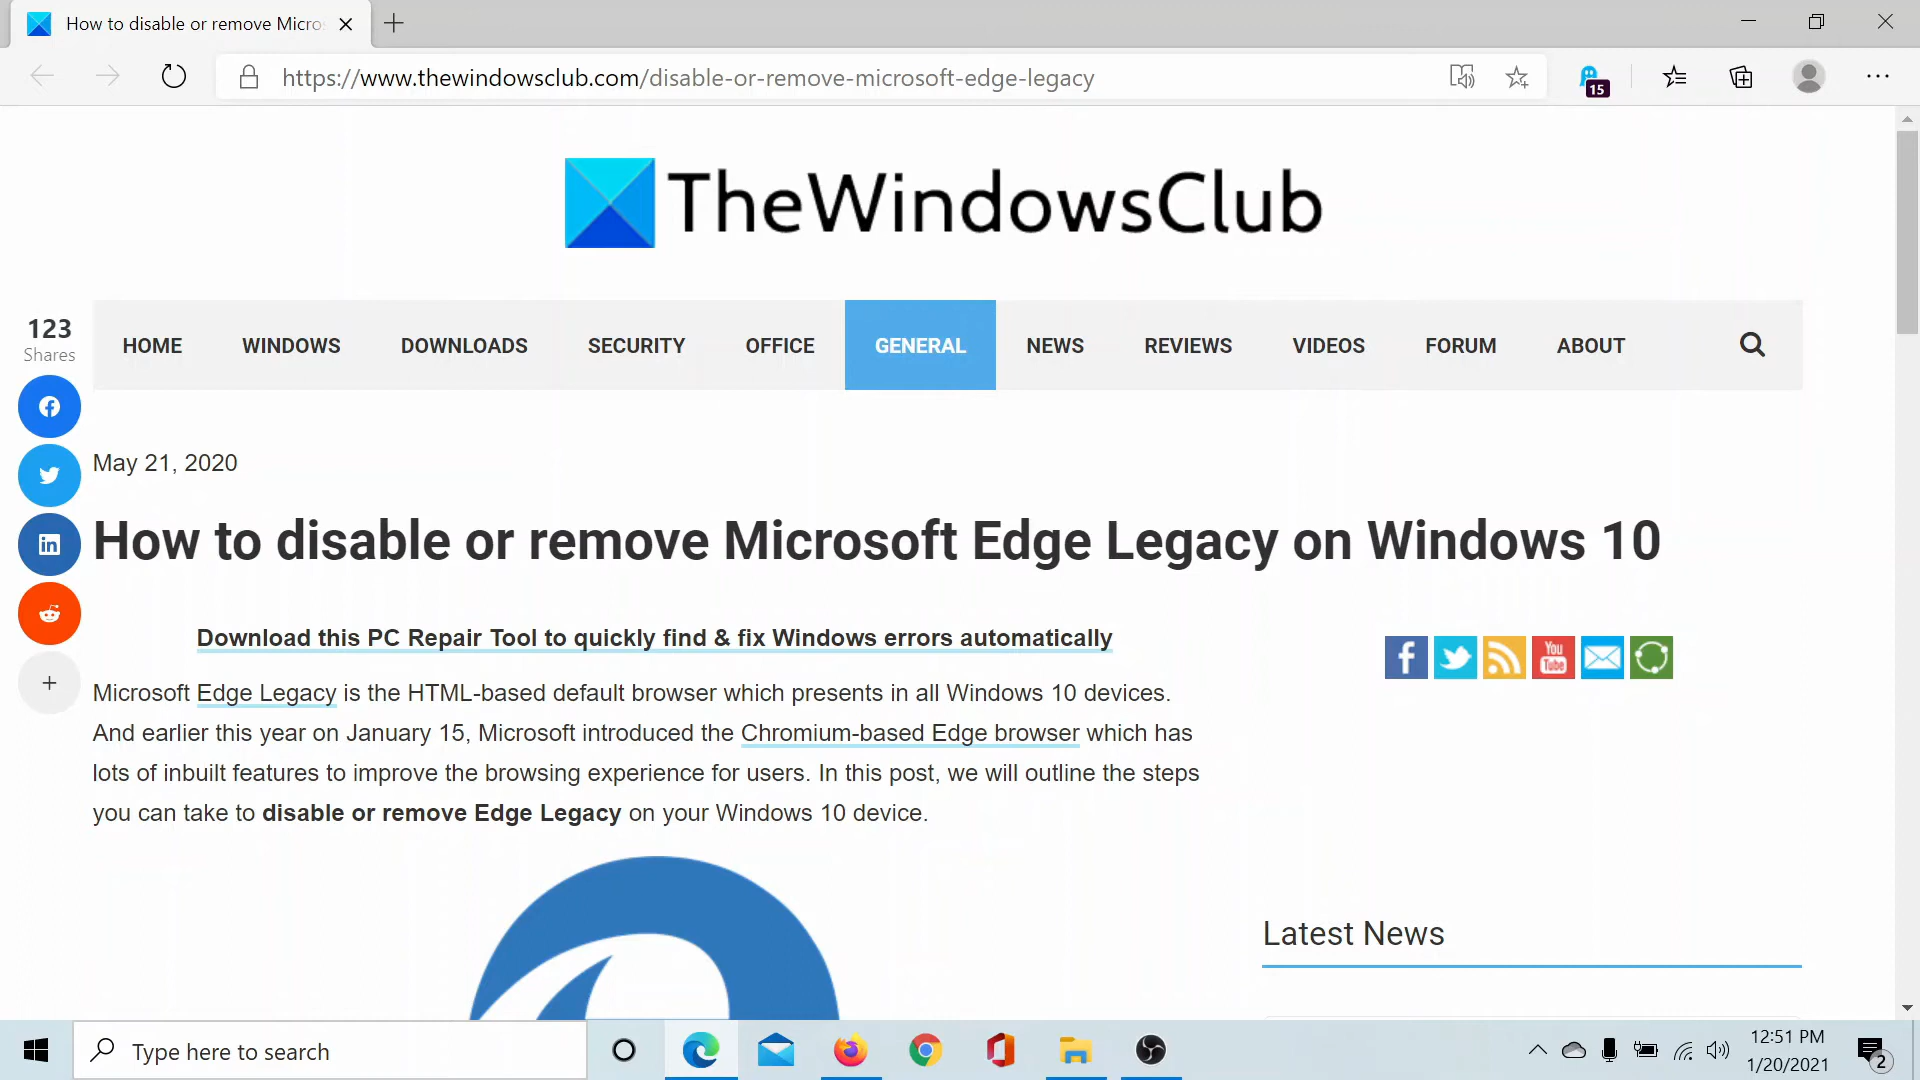 How to disable or remove Micro
https://www.thewindowsclub.com/disable-or-remove-microsoft-edge-legacy
15
TheWindowsClub
123
Shares
HOME WINDOWS DOWNLOADS SECURITY OFFICE GENERAL NEWS REVIEWS VIDEOS FORUM ABOUT
May 21, 2020
How to disable or remove Microsoft Edge Legacy on Windows 10
Download this PC Repair Tool to quickly find & fix Windows errors automatically
You
Tube
Microsoft Edge Legacy is the HTML-based default browser which presents in all Windows 10 devices.
And earlier this year on January 15, Microsoft introduced the Chromium-based Edge browser which has
lots of inbuilt features to improve the browsing experience for users. In this post, we will outline the steps
you can take to disable or remove Edge Legacy on your Windows 10 device.
Latest News
Type here to search
12:51 PM
1/20/2021
2